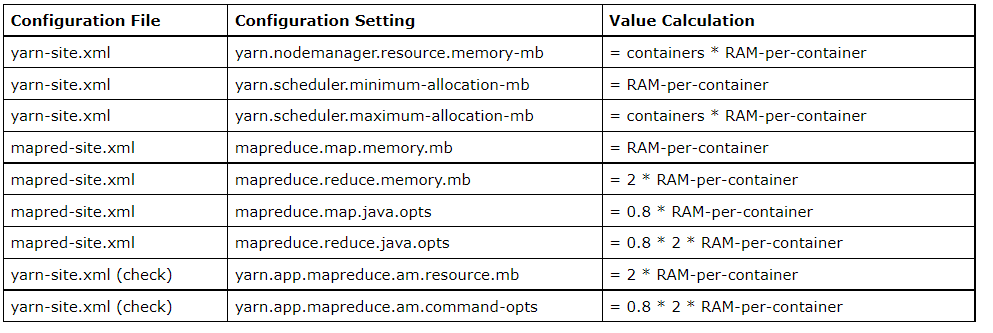 Configuration File Configuration Setting Value Calculation
yarn-site.xml yarn.nodemanager.resource.memory-mb = containers * RAM-per-container
yarn-site.xml yarn.scheduler.minimum-allocation-mb = RAM-per-container
yarn-site.xml yarn.scheduler.maximum-allocation-mb = containers * RAM-per-container
mapred-site.xml mapreduce.map.memory.mb = RAM-per-container
mapred-site.xml mapreduce.reduce.memory.mb = 2 * RAM-per-container
mapred-site.xml mapreduce.map.java.opts = 0.8 * RAM-per-container
mapred-site.xml mapreduce.reduce.java.opts = 0.8 * 2 * RAM-per-container
yarn-site.xml (check) yarn.app.mapreduce.am.resource.mb = 2 * RAM-per-container
yarn-site.xml (check) yarn.app.mapreduce.am.command-opts = 0.8 * 2 * RAM-per-container